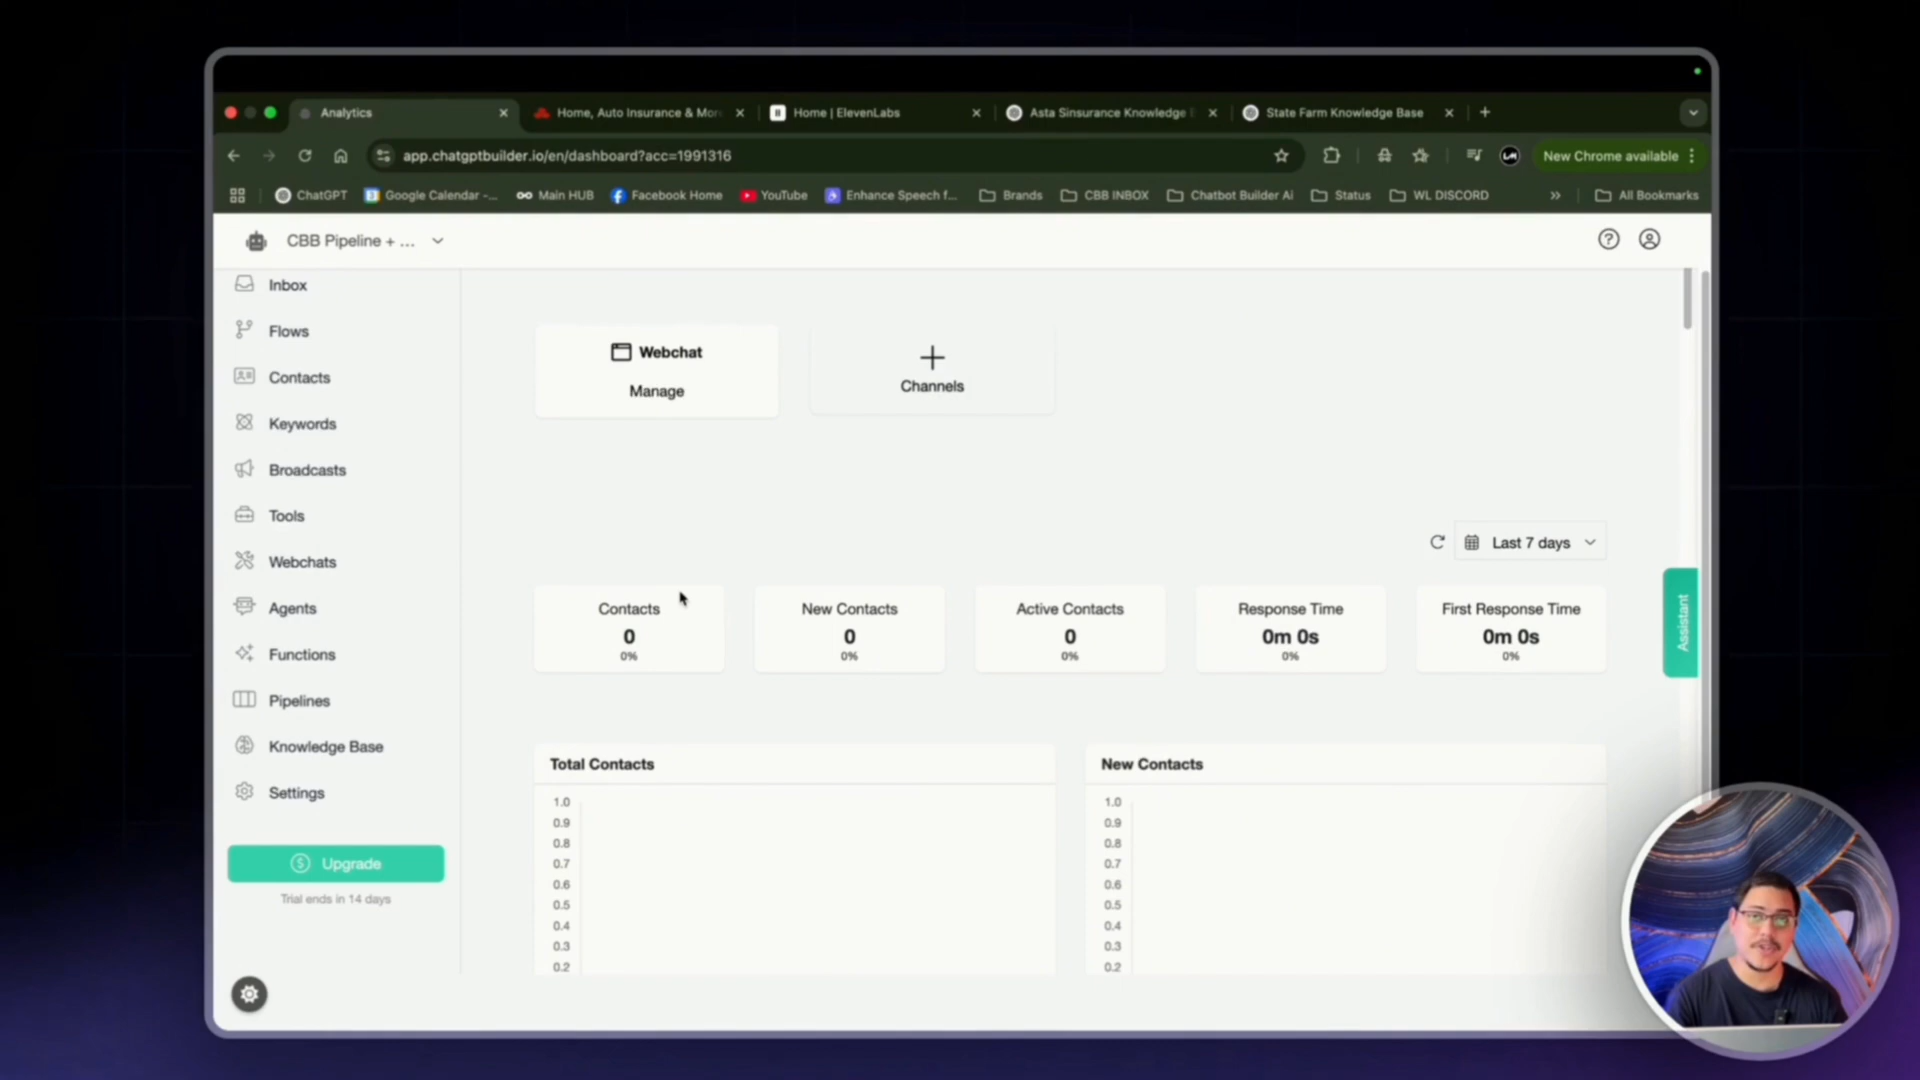 Analytics
Home, Auto Insurance & Mor
Home | ElevenLabs
Asta Sinsurance Knowledge
State Farm Knowledge Base
app.chatgptbuilder.io/en/dashboard?acc=1991316
New Chrome available
ChatGPT
Google Calendar -...
Main HUB
Facebook Home
YouTube
Enhance Speech f...
Brands
CBB INBOX
Chatbot Builder Ai
Status
WL DISCORD
»
All Bookmarks
CBB Pipeline + ...
Inbox
Flows
Contacts
Keywords
Broadcasts
Tools
Webchats
Agents
Functions
Pipelines
Knowledge Base
Settings
Upgrade
Trial ends in 14 days
Webchat
Manage
Channels
Last 7 days
Contacts
0
0%
New Contacts
0
0%
Active Contacts
0
0%
Response Time
0m 0s
0%
First Response Time
0m 0s
0%
Assistant
Total Contacts
1.0
0.9
0.8
0.7
0.6
0.5
0.4
0.3
0.2
New Contacts
1.0
0.9
0.8
0.7
0.6
0.5
0.4
0.3
0.2